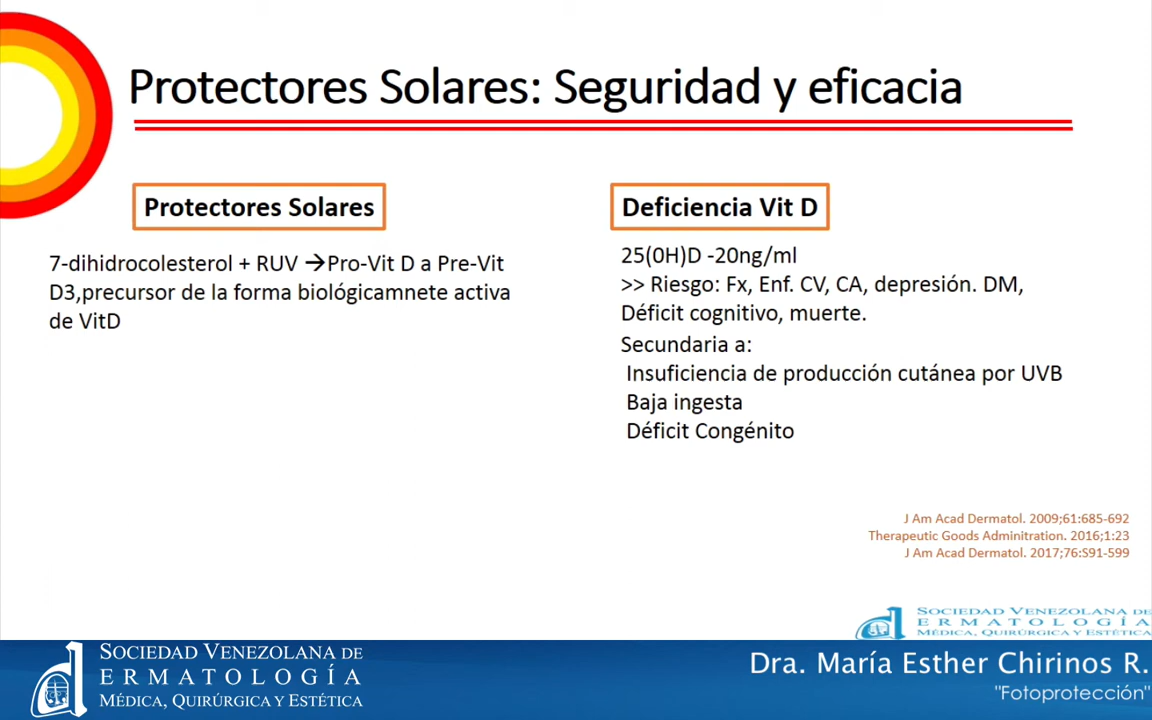 Protectores Solares: Seguridad y eficacia
Protectores Solares
7-dihidrocolesterol + RUV →Pro-Vit D a Pre-Vit
D3,precursor de la forma biológicamnete activa
de VitD
Deficiencia Vit D
25(0H)D -20ng/ml
>> Riesgo: Fx, Enf. CV, CA, depresión. DM,
Déficit cognitivo, muerte.
Secundaria a:
Insuficiencia de producción cutánea por UVB
Baja ingesta
Déficit Congénito
J Am Acad Dermatol. 2009;61:685-692
Therapeutic Goods Adminitration. 2016;1:23
J Am Acad Dermatol. 2017;76:S91-599
Sociedad Venezolana de
ermatología
Médica, Quirúrgica y Estética
Sociedad Venezolana de
ermatología
Médica, Quirúrgica y Estética
Dra. María Esther Chirinos R.
"Fotoprotección"